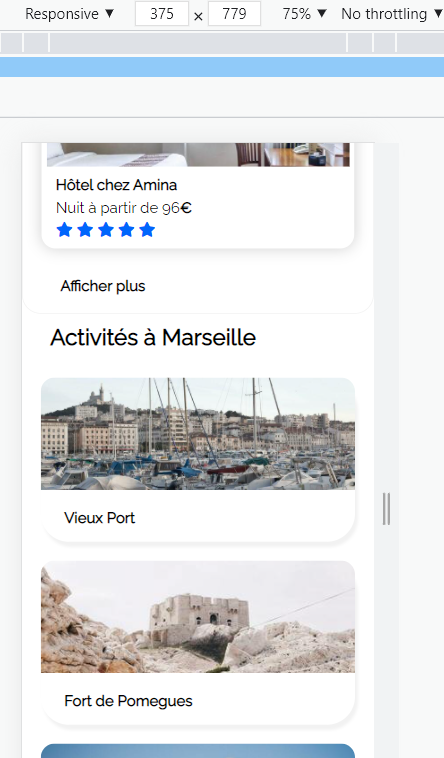 Responsive ▼ 375 × 779 75% ▼ No throttling ▼
Hôtel chez Amina
Nuit à partir de 96€
Afficher plus
Activités à Marseille
Vieux Port
Fort de Pomegues